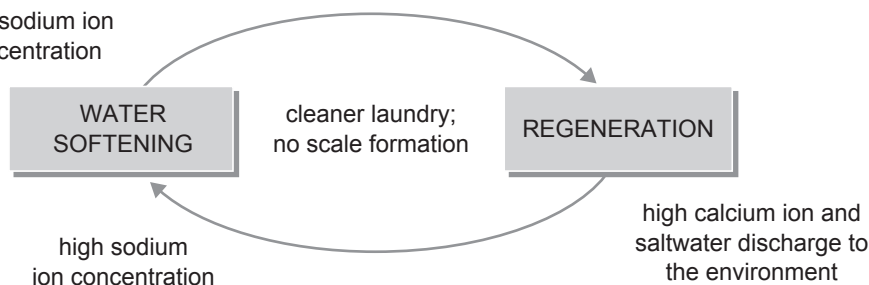 sodium ion
WATER
SOFTENING
cleaner laundry;
no scale formation
REGENERATION
high sodium
ion concentration
high calcium ion and
saltwater discharge to
the environment